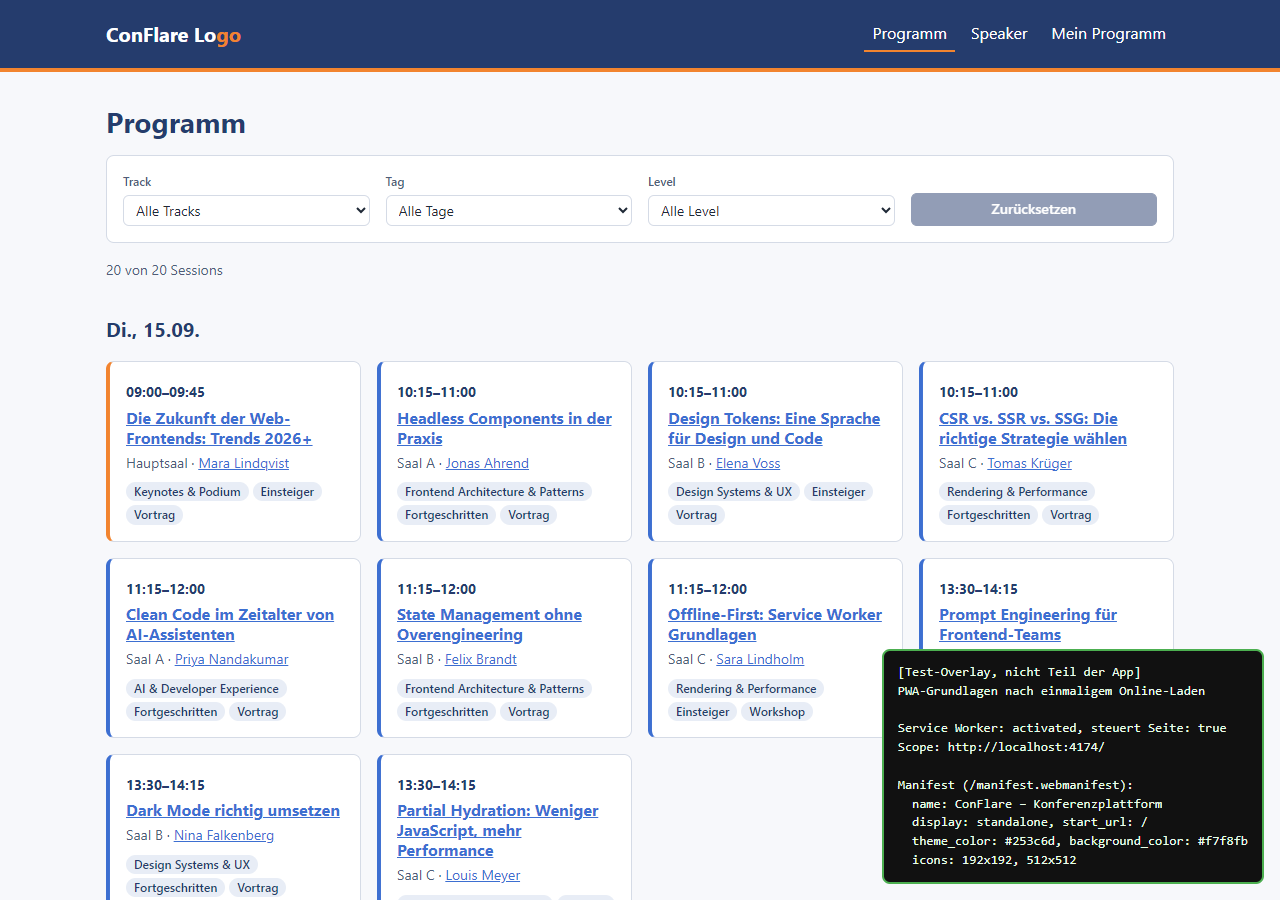 ConFlare Logo
Programm Speaker Mein Programm
Programm
Track Tag Level
Alle Tracks Alle Tage Alle Level Zurücksetzen
20 von 20 Sessions
Di., 15.09.
09:00–09:45
Die Zukunft der Web-
Frontends: Trends 2026+
Hauptsaal · Mara Lindqvist
Keynotes & Podium Einsteiger
Vortrag
10:15–11:00
Headless Components in der
Praxis
Saal A · Jonas Ahrend
Frontend Architecture & Patterns
Fortgeschritten Vortrag
10:15–11:00
Design Tokens: Eine Sprache
für Design und Code
Saal B · Elena Voss
Design Systems & UX Einsteiger
Vortrag
10:15–11:00
CSR vs. SSR vs. SSG: Die
richtige Strategie wählen
Saal C · Tomas Krüger
Rendering & Performance
Fortgeschritten Vortrag
11:15–12:00
Clean Code im Zeitalter von
AI-Assistenten
Saal A · Priya Nandakumar
AI & Developer Experience
Fortgeschritten Vortrag
11:15–12:00
State Management ohne
Overengineering
Saal B · Felix Brandt
Frontend Architecture & Patterns
Fortgeschritten Vortrag
11:15–12:00
Offline-First: Service Worker
Grundlagen
Saal C · Sara Lindholm
Rendering & Performance
Einsteiger Workshop
13:30–14:15
Prompt Engineering für
Frontend-Teams
13:30–14:15
Dark Mode richtig umsetzen
Saal B · Nina Falkenberg
Design Systems & UX
Fortgeschritten Vortrag
13:30–14:15
Partial Hydration: Weniger
JavaScript, mehr
Performance
Saal C · Louis Meyer
[Test-Overlay, nicht Teil der App]
PWA-Grundlagen nach einmaligem Online-Laden
Service Worker: activated, steuert Seite: true
Scope: http://localhost:4174/
Manifest (/manifest.webmanifest):
name: ConFlare – Konferenzplattform
display: standalone, start_url: /
theme_color: #253c6d, background_color: #f7f8fb
icons: 192x192, 512x512